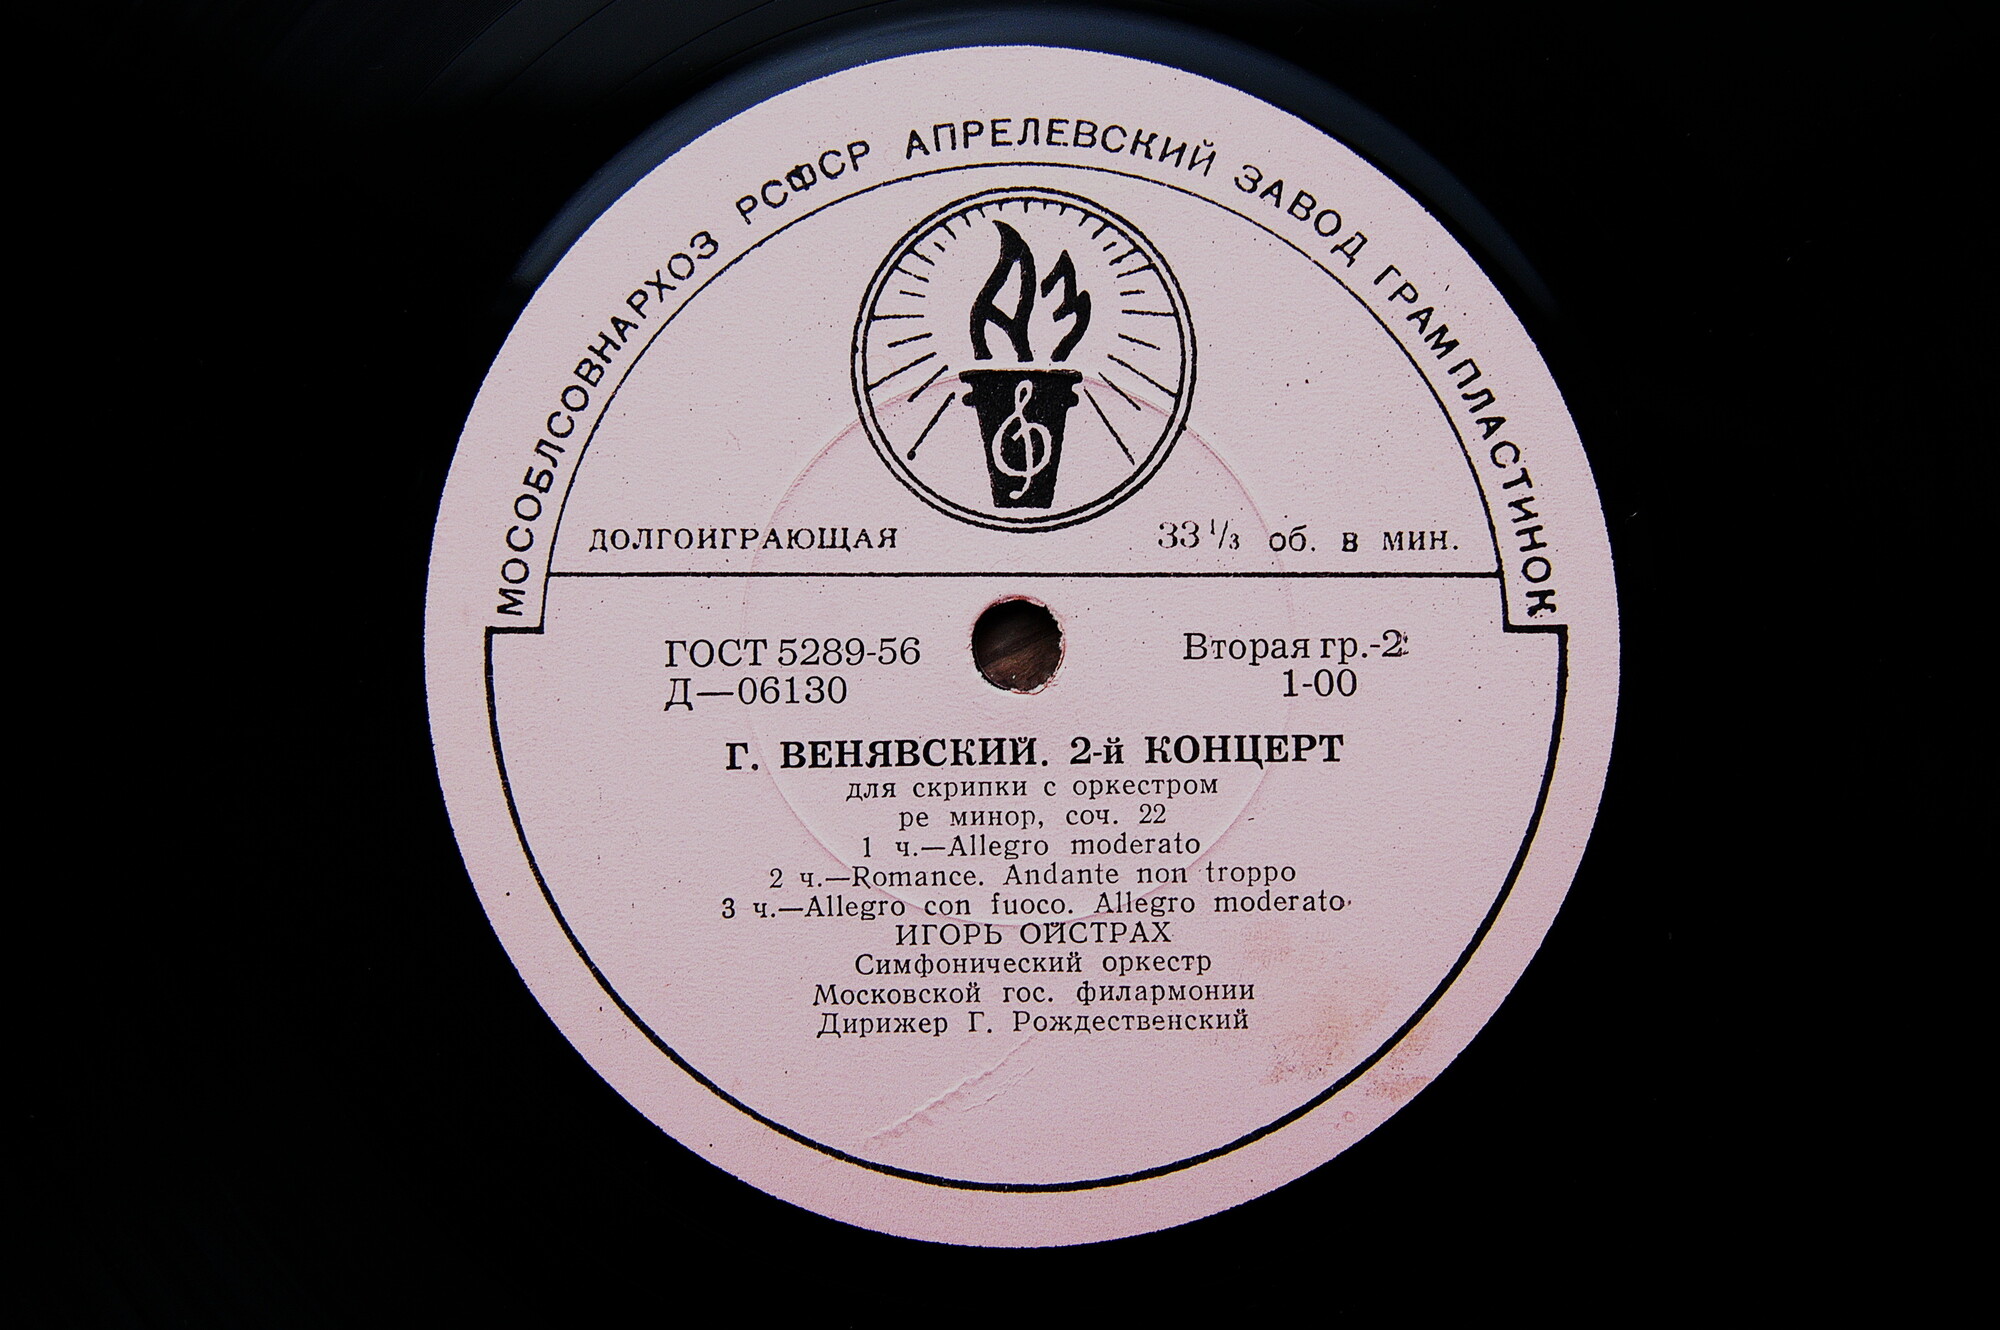 МОСОБЛСОВНАРХОЗ РСФСР АПРЕЛЕВСКИЙ ЗАВОД ГРАМПЛАСТИНОК
АЗ
ДОЛГОИГРАЮЩАЯ 33 1/3 об. в мин.
ГОСТ 5289-56 Вторая гр.-2
Д—06130 1-00
Г. ВЕНЯВСКИЙ. 2-й КОНЦЕРТ
для скрипки с оркестром
ре минор, соч. 22
1 ч.—Allegro moderato
2 ч.—Romance. Andante non troppo
3 ч.—Allegro con fuoco. Allegro moderato
ИГОРЬ ОЙСТРАХ
Симфонический оркестр
Московской гос. филармонии
Дирижер Г. Рождественский